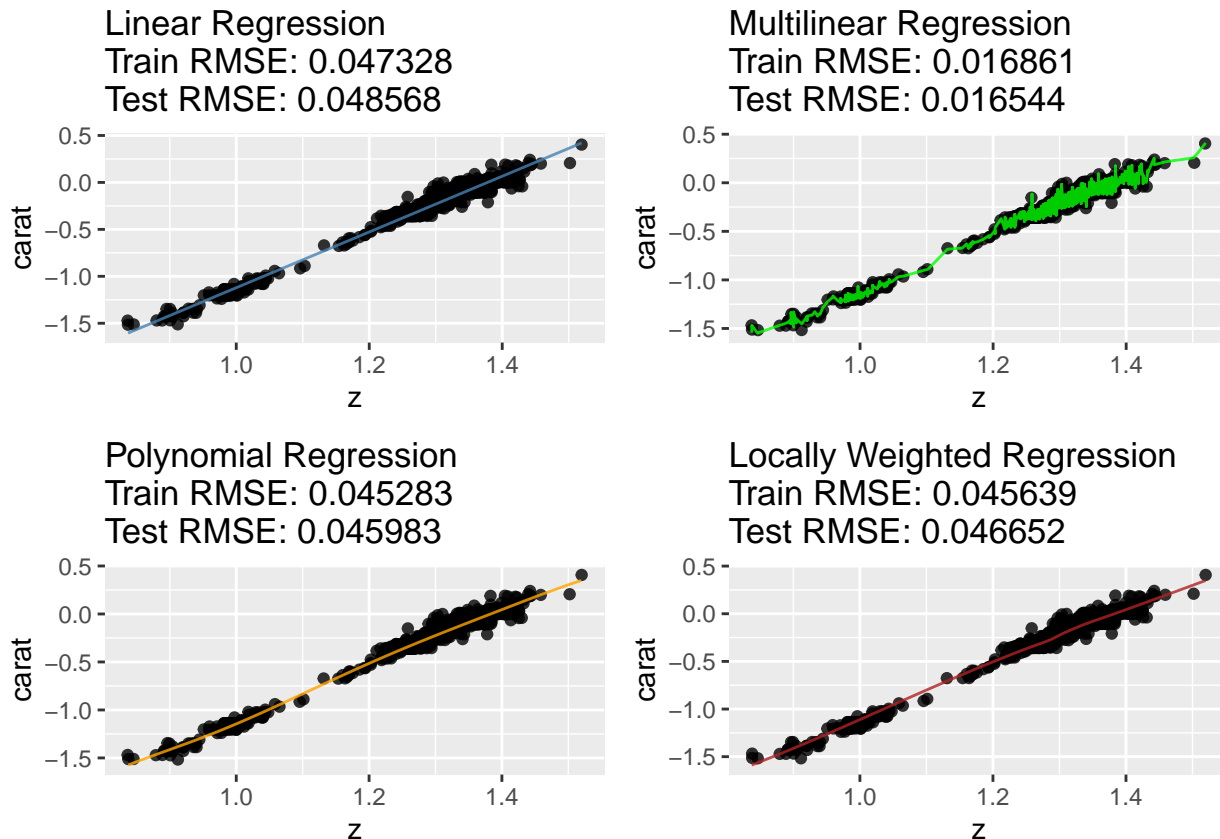 Linear Regression
Train RMSE: 0.047328
Test RMSE: 0.048568
0.5
0.0
−0.5
−1.0
−1.5
carat
1.0 1.2 1.4
z
Multilinear Regression
Train RMSE: 0.016861
Test RMSE: 0.016544
0.5
0.0
−0.5
−1.0
−1.5
carat
1.0 1.2 1.4
z
Polynomial Regression
Train RMSE: 0.045283
Test RMSE: 0.045983
0.5
0.0
−0.5
−1.0
−1.5
carat
1.0 1.2 1.4
z
Locally Weighted Regression
Train RMSE: 0.045639
Test RMSE: 0.046652
0.5
0.0
−0.5
−1.0
−1.5
carat
1.0 1.2 1.4
z